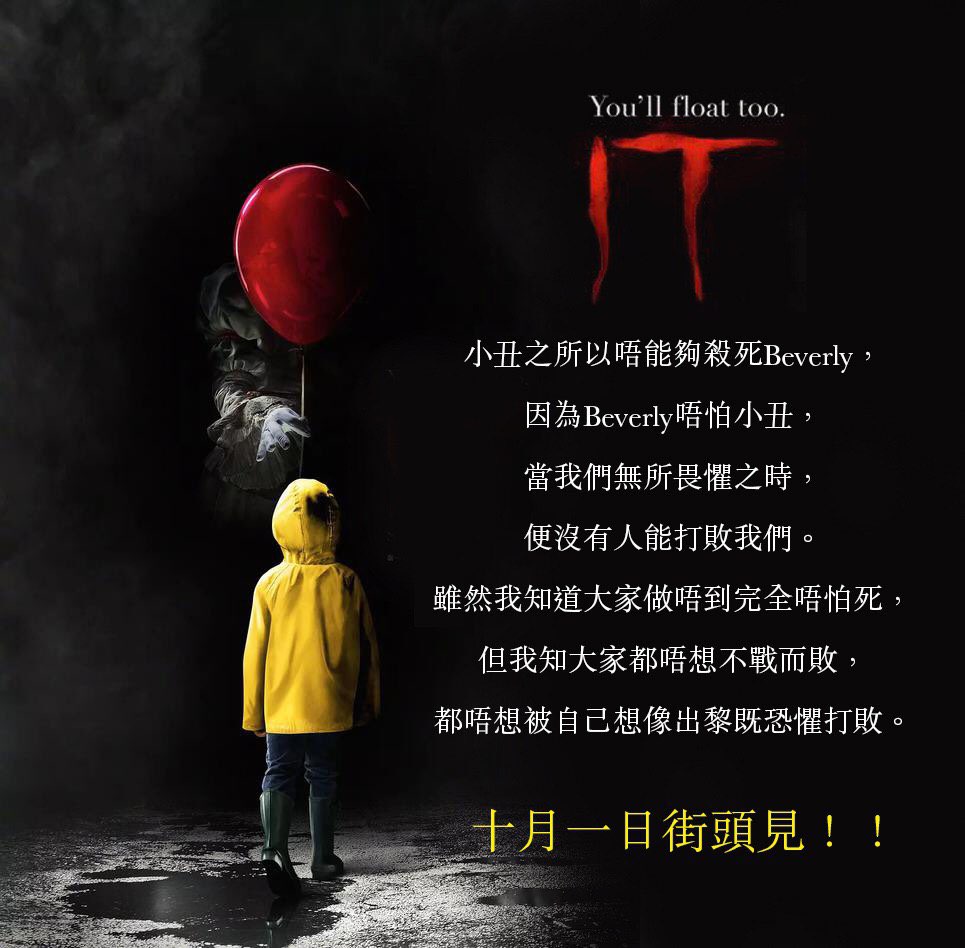 You'll float too.
IT
小丑之所以唔能夠殺死Beverly，
因為Beverly唔怕小丑，
當我們無所畏懼之時，
便沒有人能打敗我們。
雖然我知道大家做唔到完全唔怕死，
但我知大家都唔想不戰而敗，
都唔想被自己想像出黎既恐懼打敗。
十月一日街頭見！！